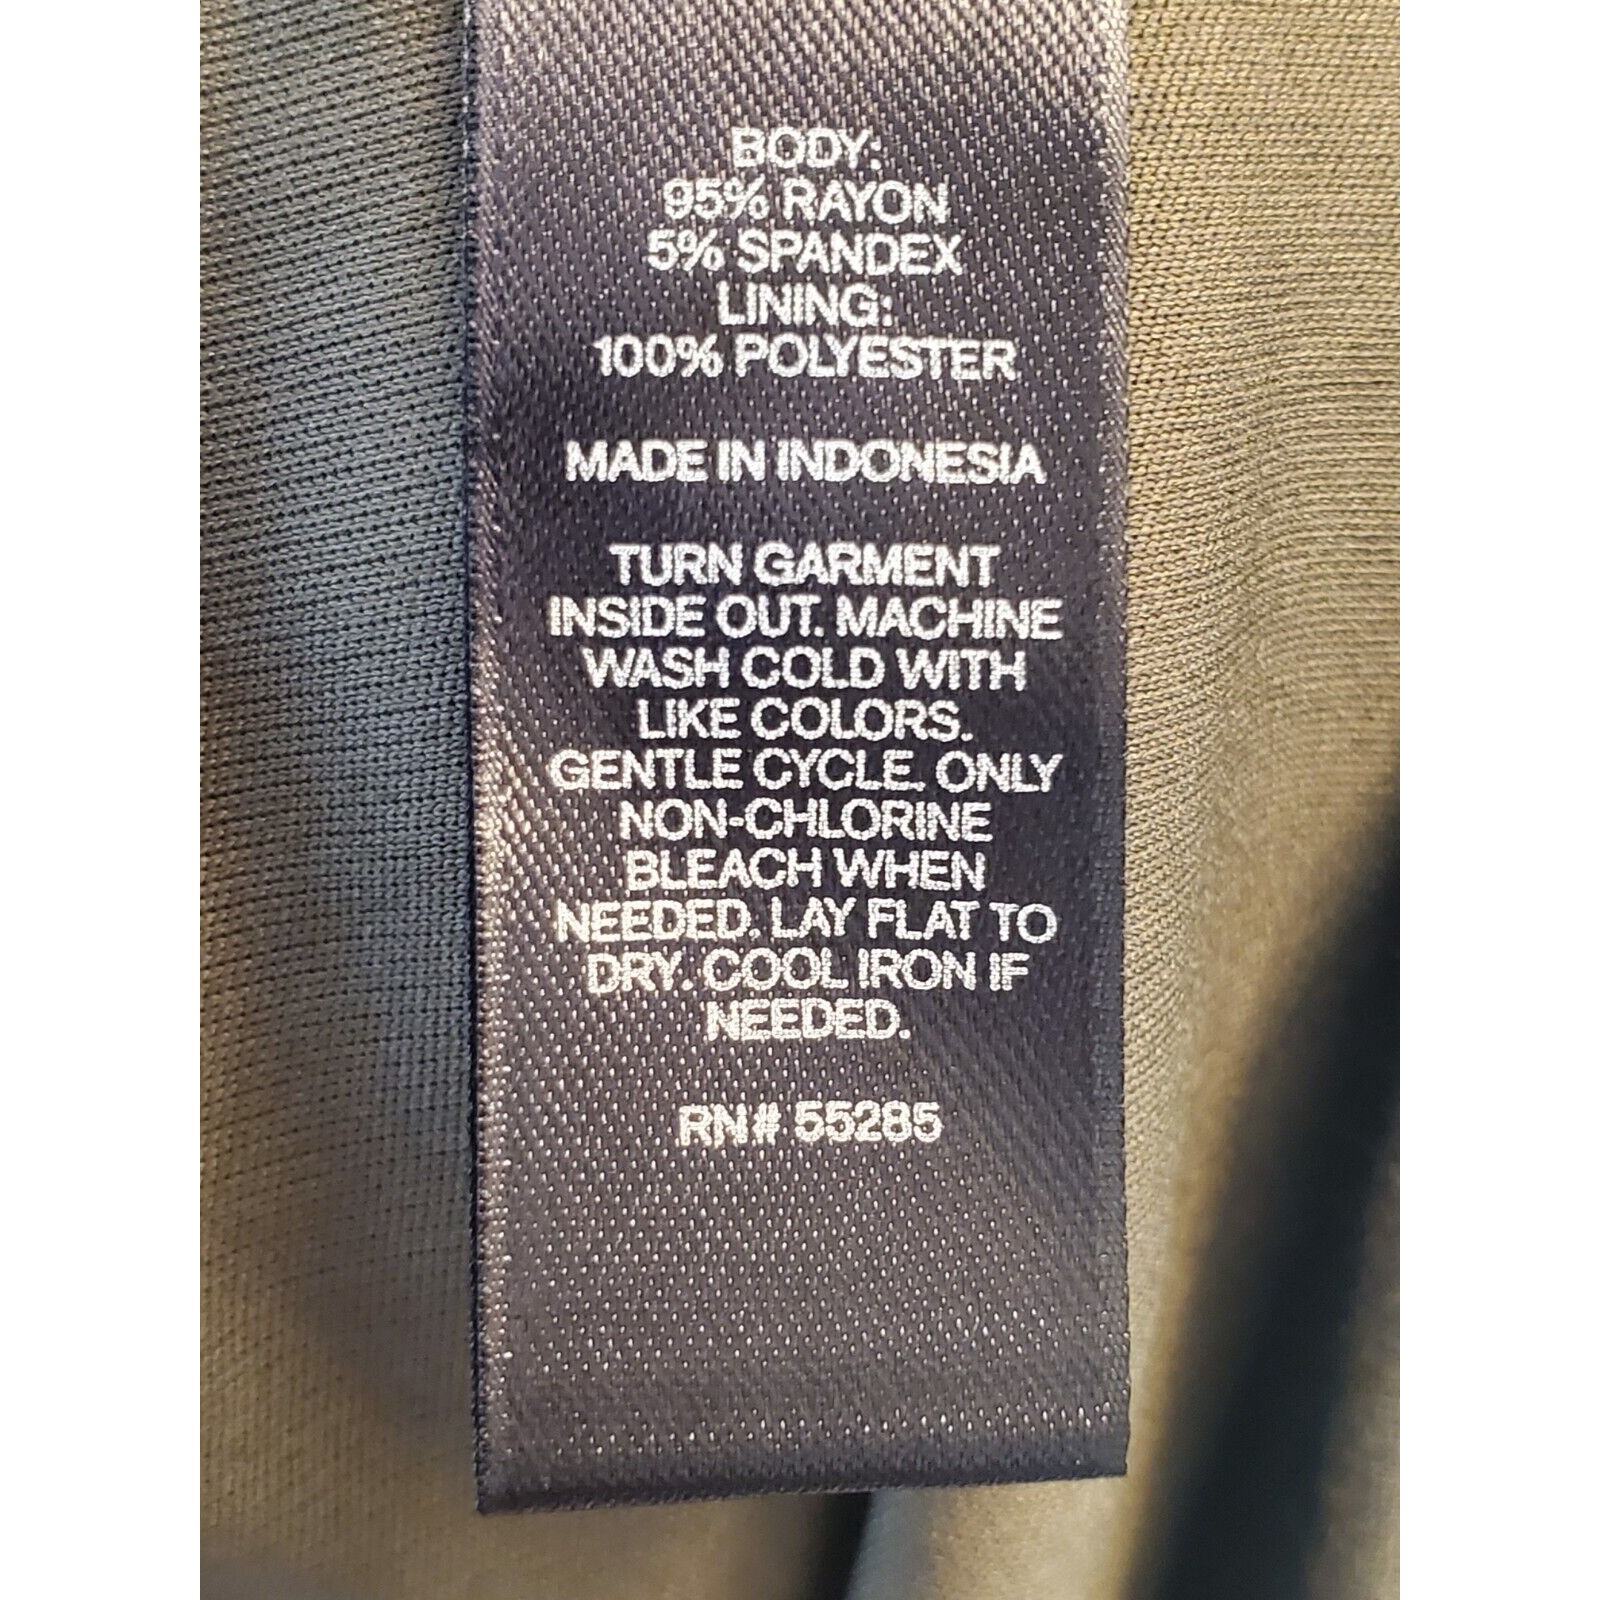 BODY:
95% RAYON
5% SPANDEX
LINING:
100% POLYESTER
MADE IN INDONESIA
TURN GARMENT
INSIDE OUT. MACHINE
WASH COLD WITH
LIKE COLORS.
GENTLE CYCLE. ONLY
NON-CHLORINE
BLEACH WHEN
NEEDED. LAY FLAT TO
DRY. COOL IRON IF
NEEDED.
RN# 55285